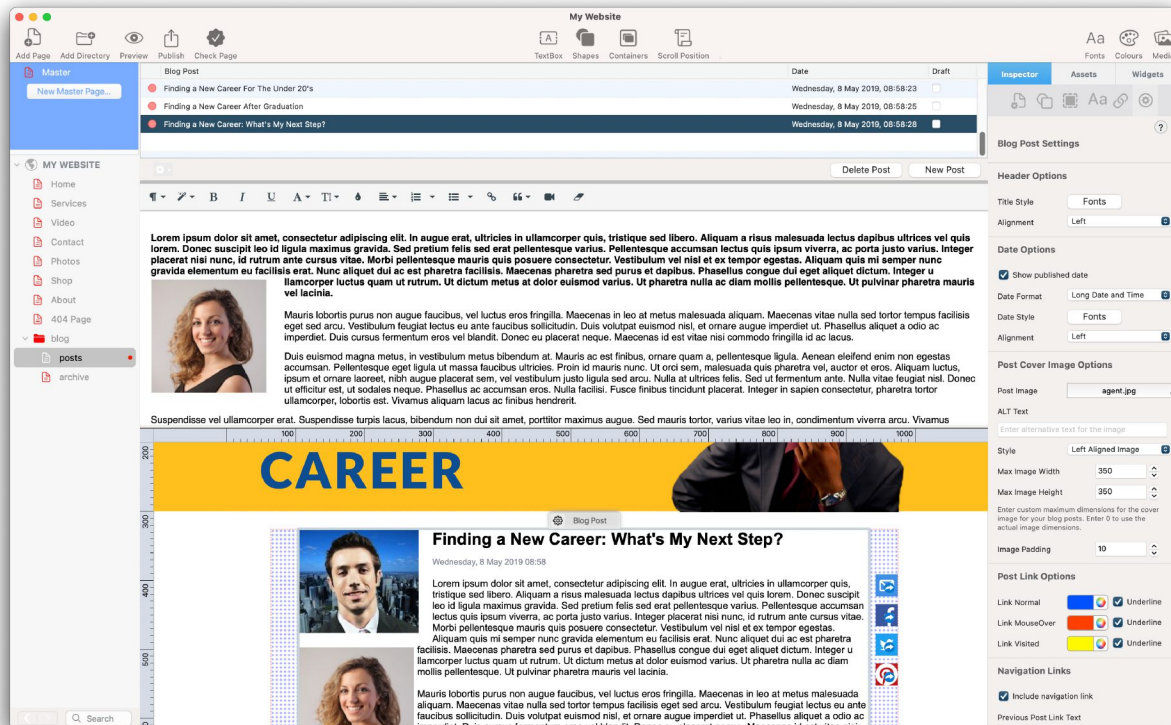 My Website
Add Page Add Directory Preview Publish Check Page TextBox Shapes Containers Scroll Position Fonts Colours
Master
New Master Page...
MY WEBSITE
Home
Services
Video
Contact
Photos
Shop
About
404 Page
blog
posts
archive
Search
Blog Post Date Draft
Finding a New Career For The Under 20's Wednesday, 8 May 2019, 08:58:23
Finding a New Career After Graduation Wednesday, 8 May 2019, 08:58:25
Finding a New Career: What's My Next Step? Wednesday, 8 May 2019, 08:58:28
Delete Post New Post
B I U A
Lorem ipsum dolor sit amet, consectetur adipiscing elit. In augue erat, ultricies in ullamcorper quis, tristique sed libero. Aliquam a risus malesuada lectus dapibus ultrices vel quis
lorem. Donec suscipit leo id ligula maximus gravida. Sed pretium felis sed erat pellentesque varius. Pellentesque accumsan lectus quis ipsum viverra, ac porta justo varius. Integer
placerat nisi nunc, id rutrum ante cursus vitae. Morbi pellentesque mauris quis posuere consectetur. Vestibulum vel nisl et ex tempor egestas. Aliquam quis mi semper nunc
gravida elementum eu facilisis erat. Nunc aliquet dui ac est pharetra facilisis. Maecenas pharetra sed purus et dapibus. Phasellus congue dui eget aliquet dictum. Integer u
llamcorper luctus quam ut rutrum. Ut dictum metus at dolor euismod varius. Ut pharetra nulla ac diam mollis pellentesque. Ut pulvinar pharetra mauris
vel lacinia.
Mauris lobortis purus non augue faucibus, vel luctus eros fringilla. Maecenas in leo at metus malesuada aliquam. Maecenas vitae nulla sed tortor tempus facilisis
eget sed arcu. Vestibulum feugiat lectus eu ante faucibus sollicitudin. Duis volutpat euismod nisl, et ornare augue imperdiet ut. Phasellus aliquet a odio ac
imperdiet. Duis cursus fermentum eros vel blandit. Donec eu placerat neque. Maecenas id est vitae nisi commodo fringilla id ac lacus.
Duis euismod magna metus, in vestibulum metus bibendum at. Mauris ac est finibus, ornare quam a, pellentesque ligula. Aenean eleifend enim non egestas
accumsan. Pellentesque eget ligula ut massa faucibus ultricies. Proin id mauris nunc. Ut orci sem, malesuada quis pharetra vel, auctor et eros. Aliquam luctus,
ipsum et ornare laoreet, nibh augue placerat sem, vel vestibulum justo ligula sed arcu. Nulla at ultrices felis. Sed ut fermentum ante. Nulla vitae feugiat nisl. Donec
ut efficitur est, ut sodales neque. Phasellus ac accumsan eros. Nulla facilisi. Fusce finibus tincidunt placerat. Integer in sapien consectetur, pharetra tortor
ullamcorper, lobortis est. Vivamus aliquam lacus ac finibus hendrerit.
Suspendisse vel ullamcorper erat. Suspendisse turpis lacus, bibendum non dui sit amet, porttitor maximus augue. Sed mauris tortor, varius vitae leo in, condimentum viverra arcu. Vivamus
100 200 300 400 500 600 700 800 900 1000
200
300
400
500
CAREER
Blog Post
Finding a New Career: What's My Next Step?
Wednesday, 8 May 2019 08:58
Lorem ipsum dolor sit amet, consectetur adipiscing elit. In augue erat, ultricies in ullamcorper quis,
tristique sed libero. Aliquam a risus malesuada lectus dapibus ultrices vel quis lorem. Donec suscipit
leo id ligula maximus gravida. Sed pretium felis sed erat pellentesque varius. Pellentesque accumsan
lectus quis ipsum viverra, ac porta justo varius. Integer placerat nisi nunc, id rutrum ante cursus vitae.
Morbi pellentesque mauris quis posuere consectetur. Vestibulum vel nisl et ex tempor egestas.
Aliquam quis mi semper nunc gravida elementum eu facilisis erat. Nunc aliquet dui ac est pharetra
facilisis. Maecenas pharetra sed purus et dapibus. Phasellus congue dui eget aliquet dictum. Integer u
llamcorper luctus quam ut rutrum. Ut dictum metus at dolor euismod varius. Ut pharetra nulla ac diam
mollis pellentesque. Ut pulvinar pharetra mauris vel lacinia.
Mauris lobortis purus non augue faucibus, vel luctus eros fringilla. Maecenas in leo at metus malesuada
aliquam. Maecenas vitae nulla sed tortor tempus facilisis eget sed arcu. Vestibulum feugiat lectus eu ante
faucibus sollicitudin. Duis volutpat euismod nisl, et ornare augue imperdiet ut. Phasellus aliquet a odio ac
Inspector Assets Widgets
Aa
?
Blog Post Settings
Header Options
Title Style Fonts
Alignment Left
Date Options
Show published date
Date Format Long Date and Time
Date Style Fonts
Alignment Left
Post Cover Image Options
Post Image agent.jpg
ALT Text
Enter alternative text for the image
Style Left Aligned Image
Max Image Width 350
Max Image Height 350
Enter custom maximum dimensions for the cover
image for your blog posts. Enter 0 to use the
actual image dimensions.
Image Padding 10
Post Link Options
Link Normal Underline
Link MouseOver Underline
Link Visited Underline
Navigation Links
Include navigation link
Previous Post Link Text